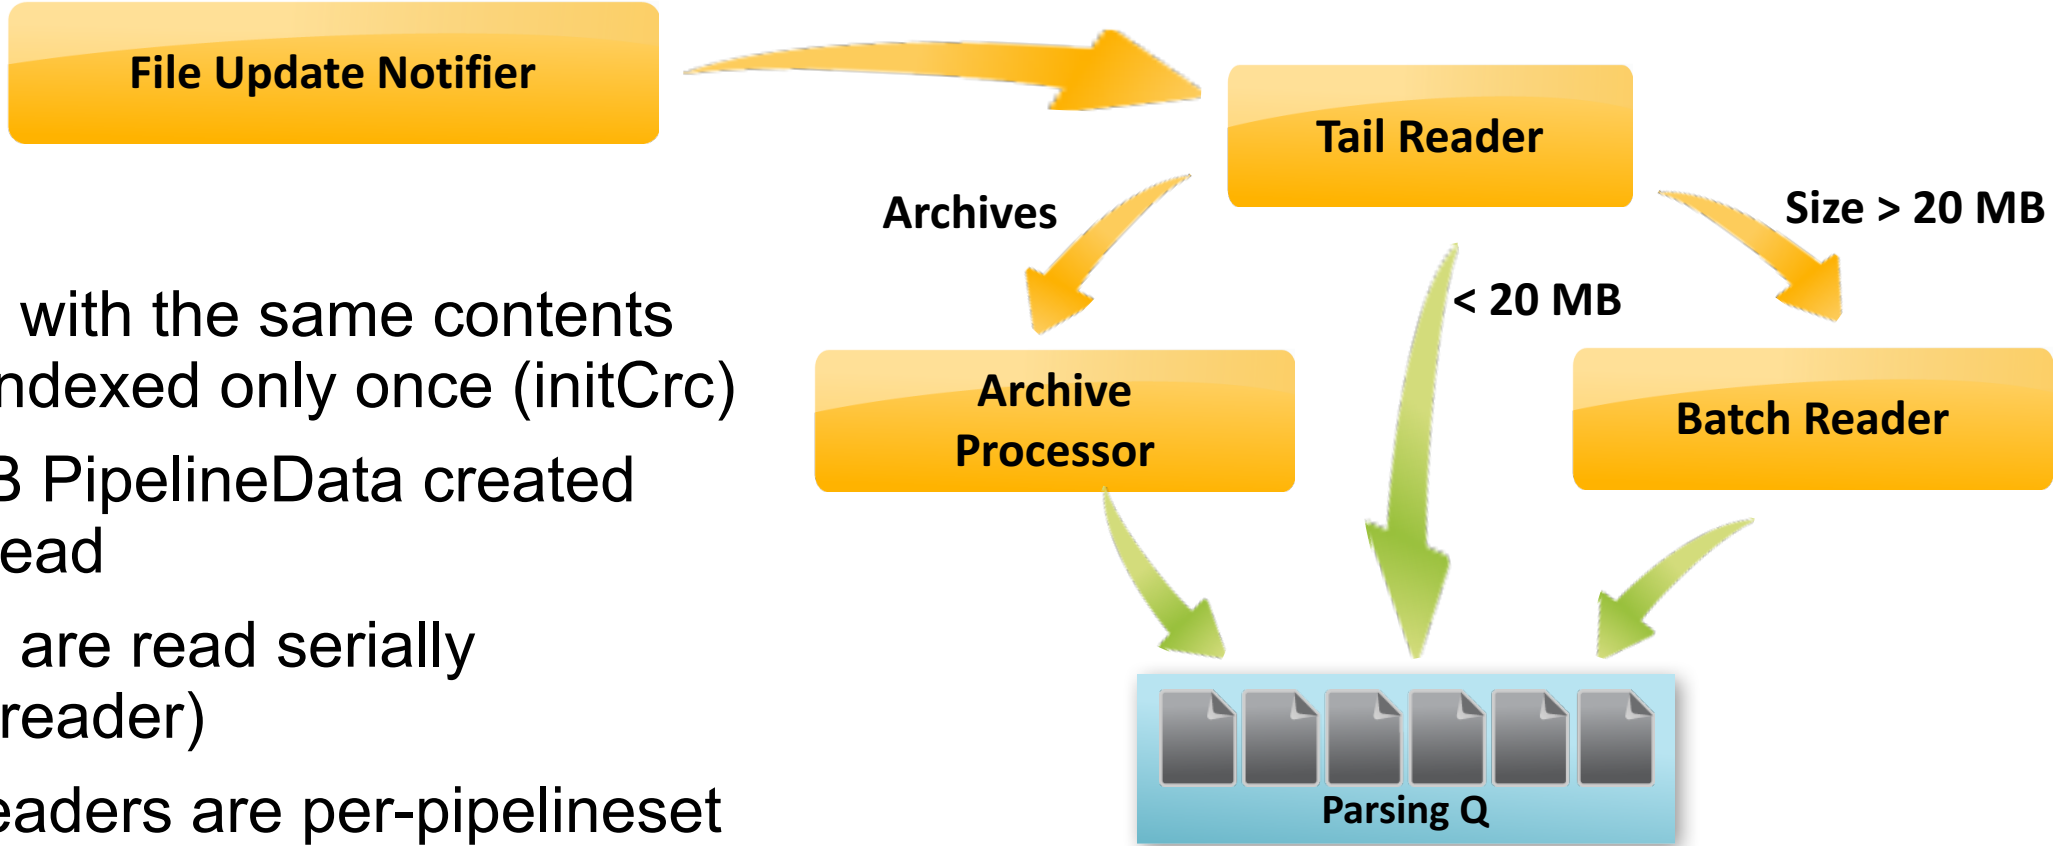 File Update Notifier
Tail Reader
Archives
Size > 20 MB
< 20 MB
with the same contents
ndexed only once (initCrc)
Archive
Processor
Batch Reader
B PipelineData created
ead
are read serially
reader)
eaders are per-pipelineset
Parsing Q